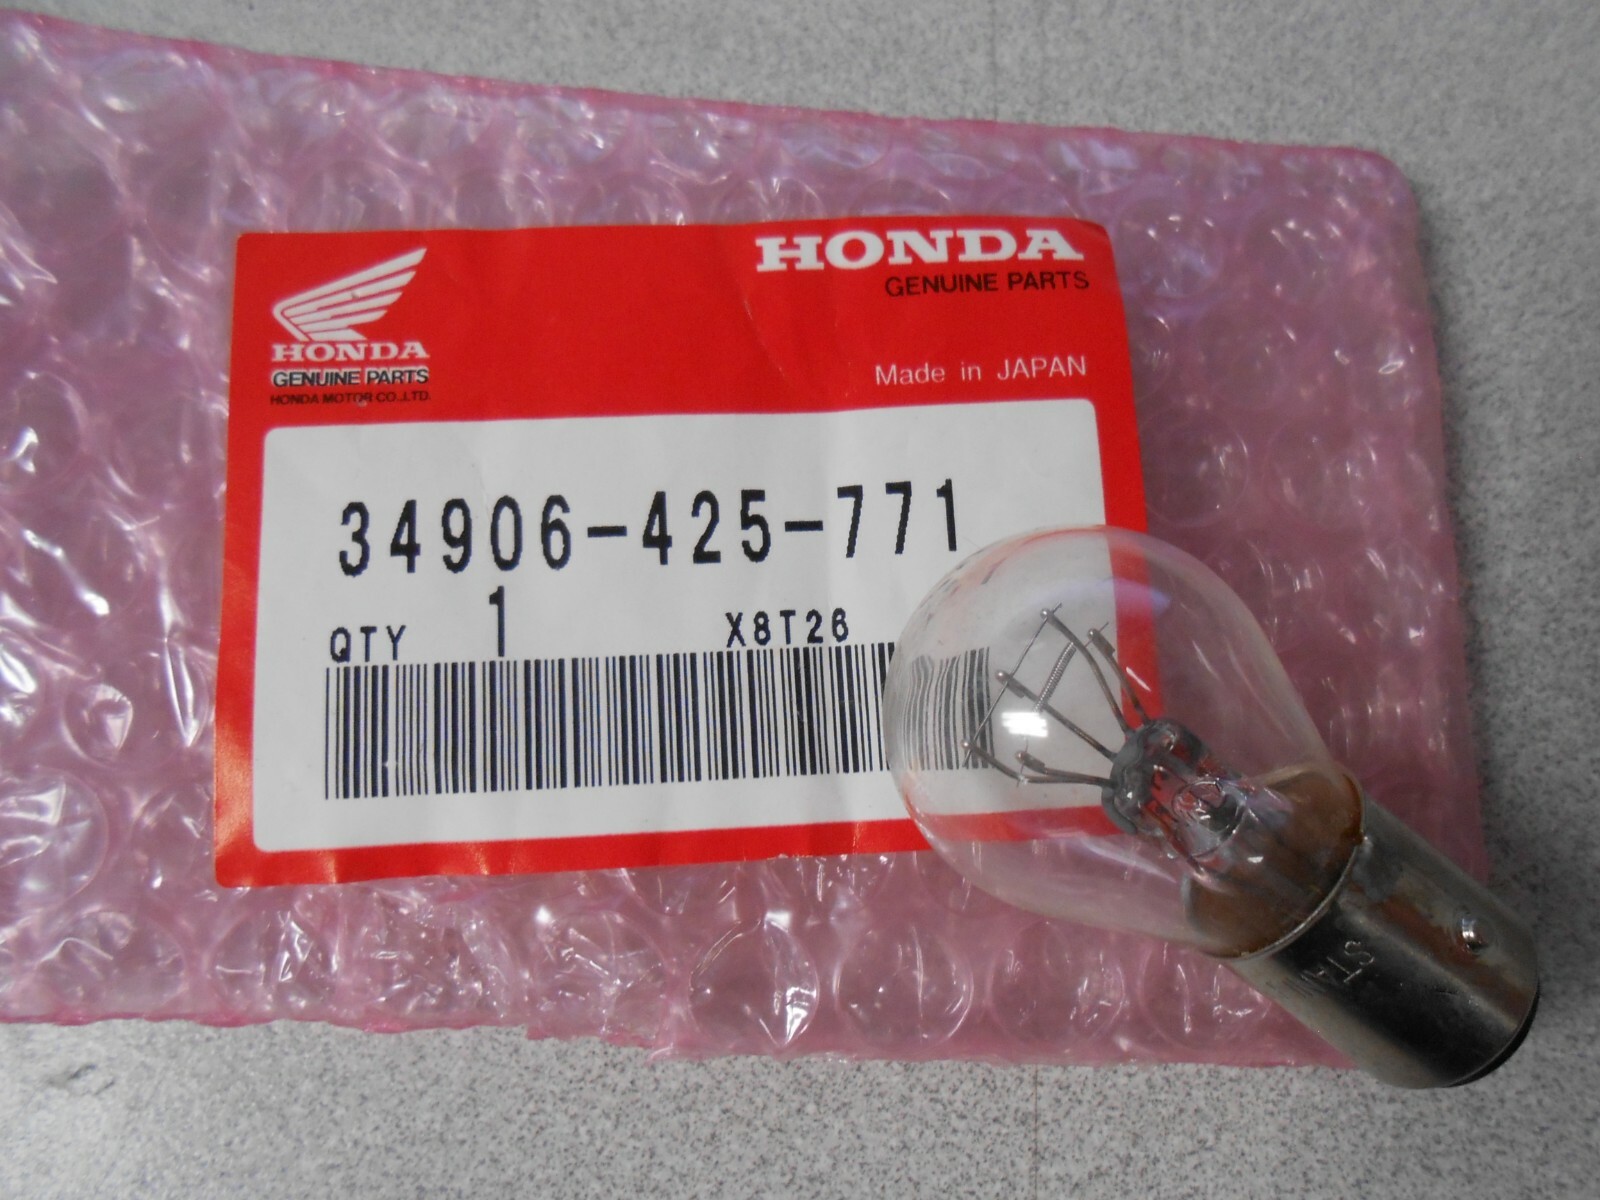 HONDA
GENUINE PARTS
HONDA MOTOR CO.,LTD.
HONDA
GENUINE PARTS
Made in JAPAN
34906-425-771
QTY 1 X8T26